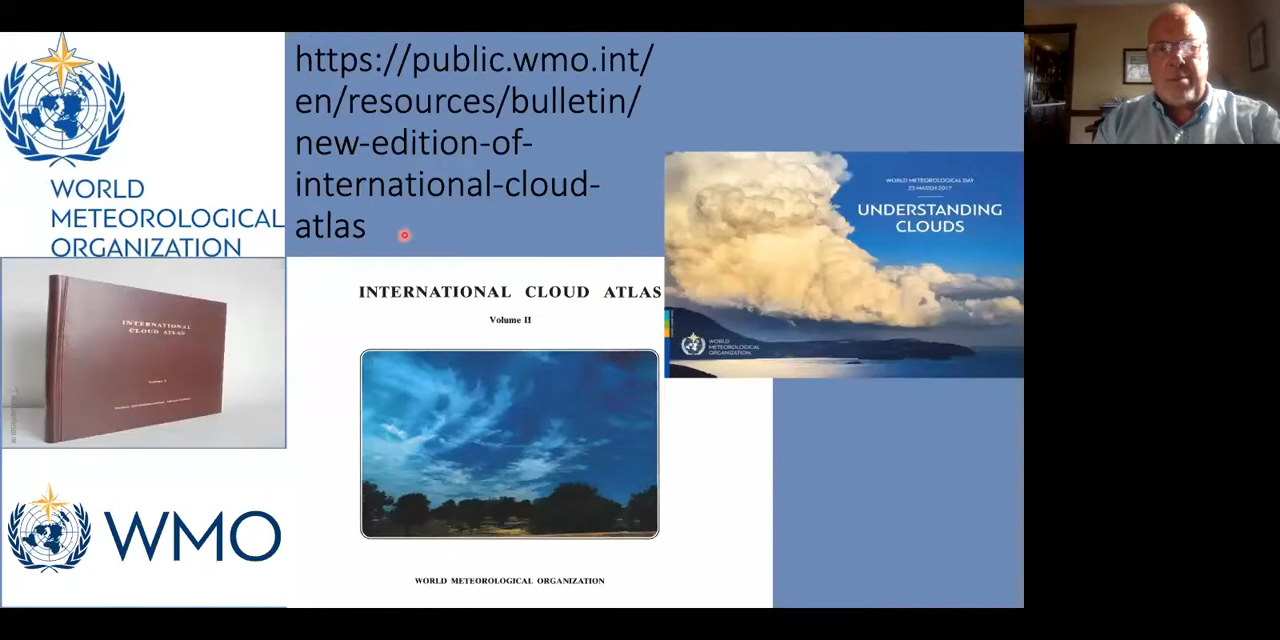 WORLD
METEOROLOGICAL
ORGANIZATION
https://public.wmo.int/
en/resources/bulletin/
new-edition-of-
international-cloud-
atlas
WORLD METEOROLOGICAL DAY
23 MARCH 2017
UNDERSTANDING
CLOUDS
WORLD
METEOROLOGICAL
ORGANIZATION
INTERNATIONAL
CLOUD ATLAS
INTERNATIONAL CLOUD ATLAS
Volume II
WORLD METEOROLOGICAL ORGANIZATION
WMO